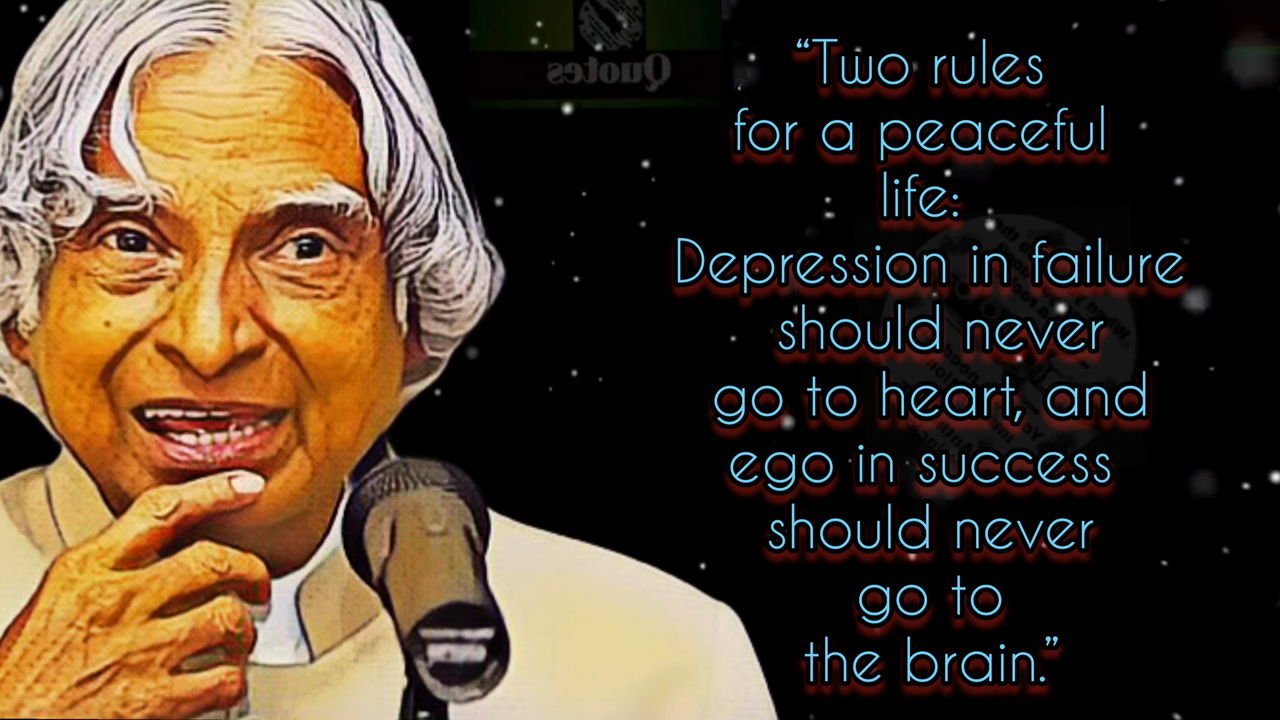 Quotes
“Two rules
for a peaceful
life:
Depression in failure
should never
go to heart, and
ego in success
should never
go to
the brain.”